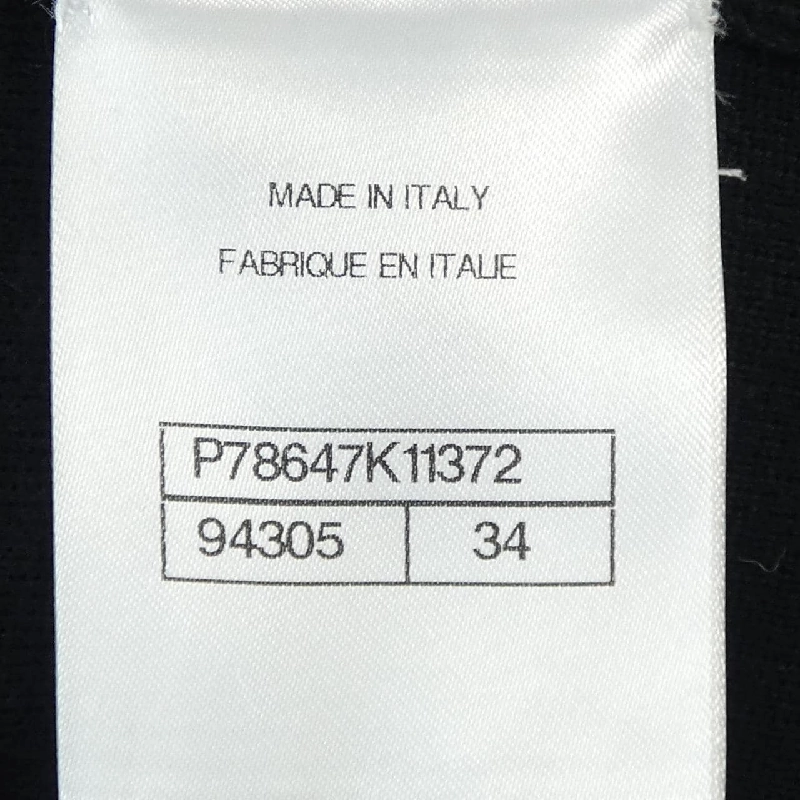 MADE IN ITALY
FABRIQUE EN ITALIE
P78647K11372
94305 34